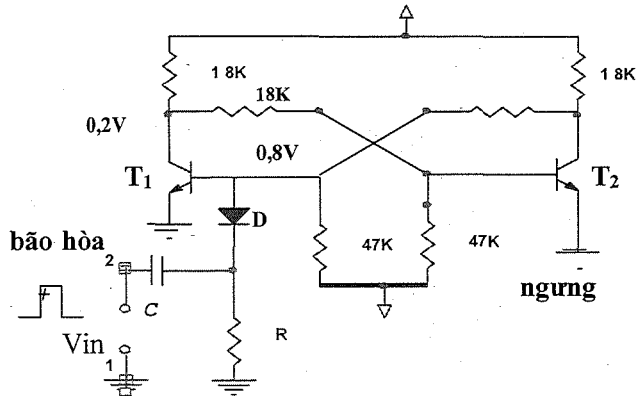 1 8K
1 8K
18K
0,2V
0,8V
T1
T2
D
bão hòa
47K
47K
2
ngưng
C
R
Vin
1